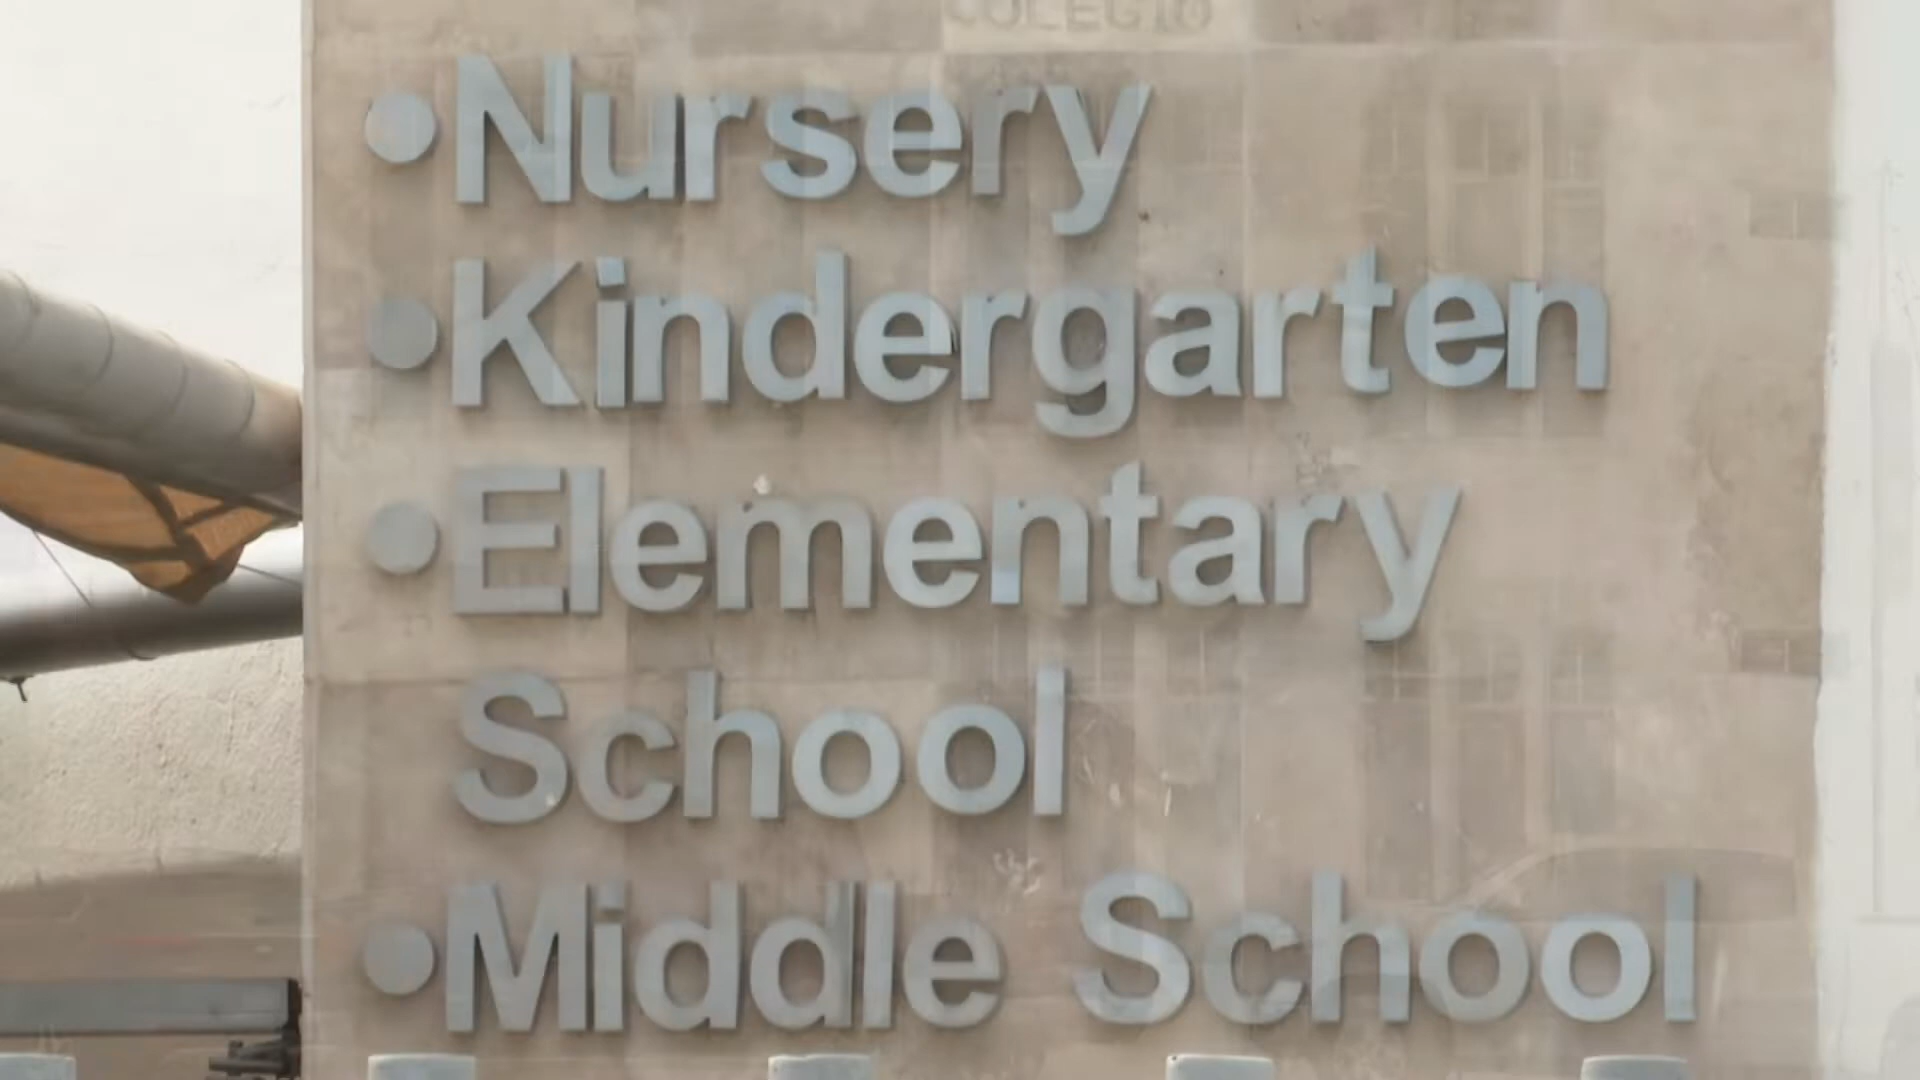 COLEGIO
•Nursery
•Kindergarten
•Elementary
School
•Middle School